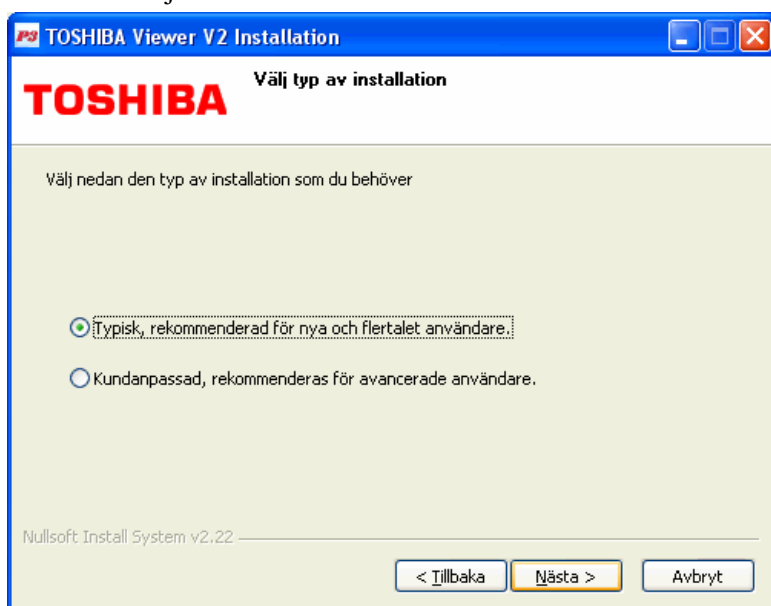 P3 TOSHIBA Viewer V2 Installation
TOSHIBA
Välj typ av installation
Välj nedan den typ av installation som du behöver
Typisk, rekommenderad för nya och flertalet användare.
Kundanpassad, rekommenderas för avancerade användare.
Nullsoft Install System v2.22
< Tillbaka
Nästa >
Avbryt